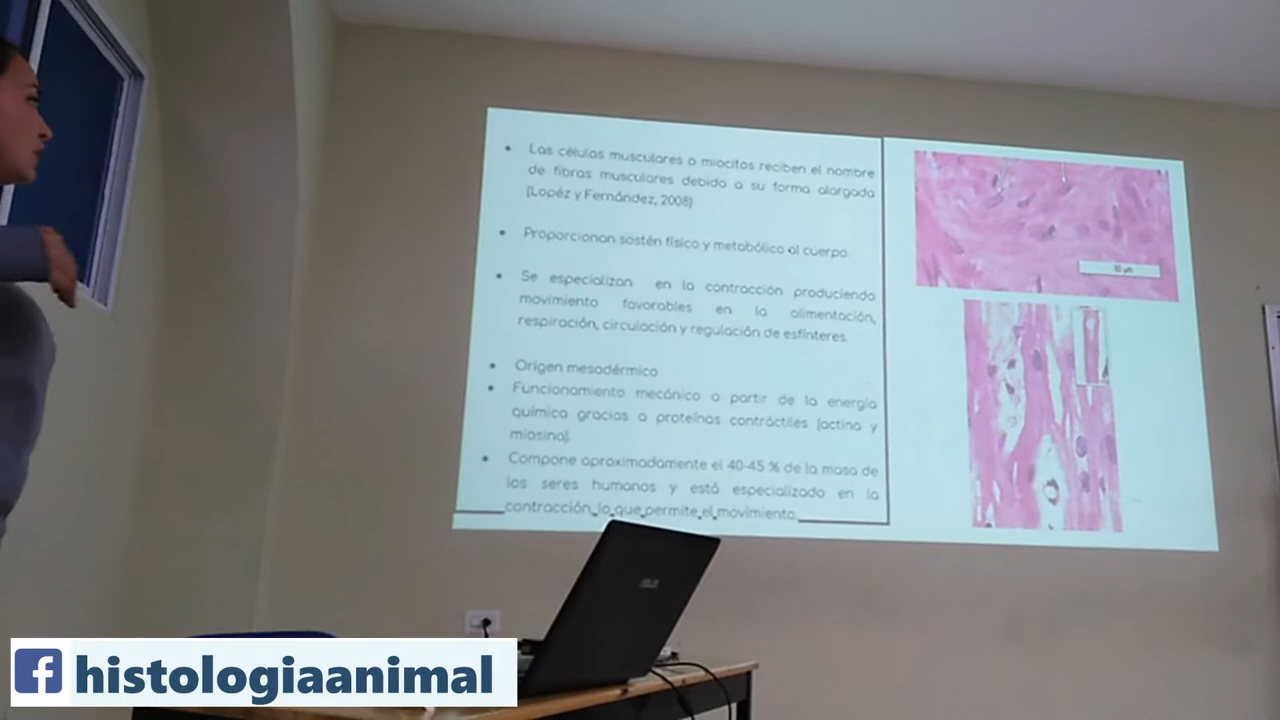 • Las células musculares o miocitos reciben el nombre
de fibras musculares debido a su forma alargada
(Lopéz y Fernández, 2008)
• Proporcionan sostén físico y metabólico al cuerpo.
• Se especializan en la contracción produciendo
movimiento favorables en la alimentación,
respiración, circulación y regulación de esfínteres.
• Origen mesodérmico
• Funcionamiento mecánico a partir de la energía
química gracias a proteínas contráctiles (actina y
miosina).
• Compone aproximadamente el 40-45 % de la masa de
los seres humanos y está especializado en la
contracción, lo que permite el movimiento.
ASUS
f histologiaanimal